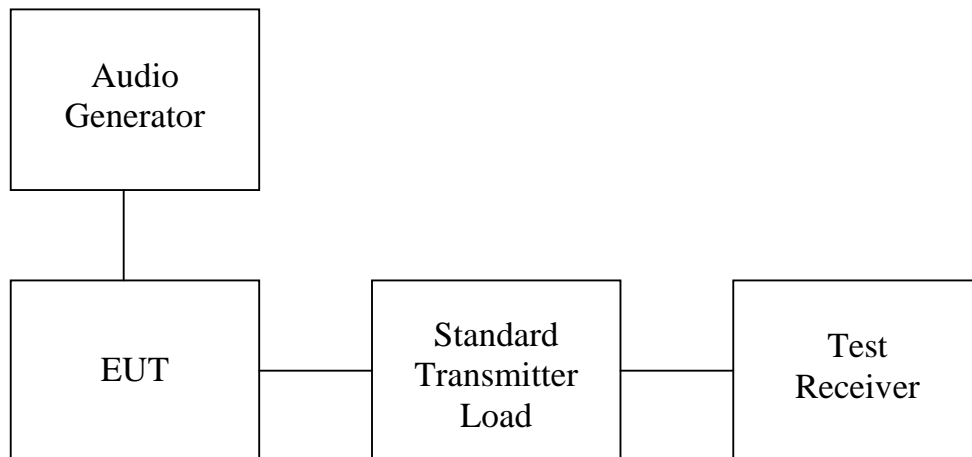 Audio
Generator
EUT
Standard
Transmitter
Load
Test
Receiver